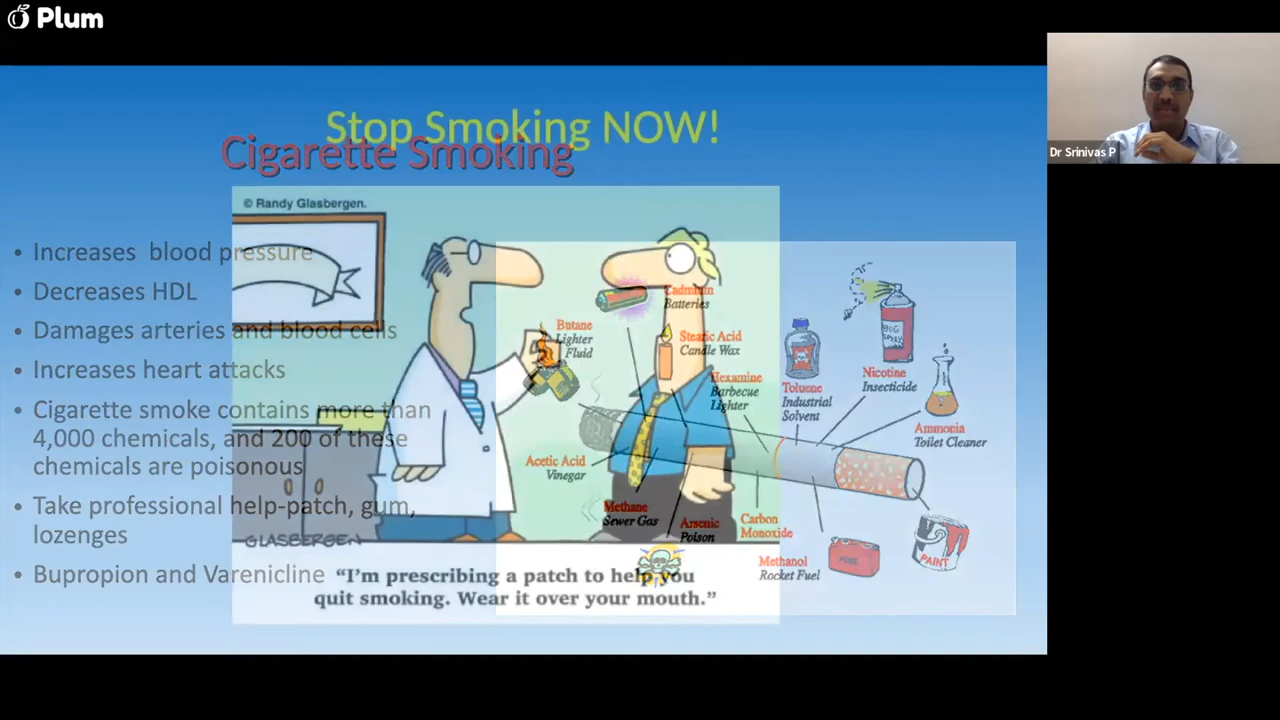 Plum
Dr Srinivas P
Stop Smoking NOW!
Cigarette Smoking
© Randy Glasbergen.
• Increases  blood pressure
• Decreases HDL
• Damages arteries and blood cells
• Increases heart attacks
• Cigarette smoke contains more than
4,000 chemicals, and 200 of these
chemicals are poisonous
• Take professional help-patch, gum,
lozenges
• Bupropion and Varenicline
GLASBERGEN
“I’m prescribing a patch to help you
quit smoking. Wear it over your mouth.”
Cadmium
Batteries
Butane
Lighter
Fluid
Stearic Acid
Candle Wax
Hexamine
Barbecue
Lighter
Toluene
Industrial
Solvent
BUG
SPRAY
Nicotine
Insecticide
Ammonia
Toilet Cleaner
Acetic Acid
Vinegar
Methane
Sewer Gas
Arsenic
Poison
Carbon
Monoxide
Methanol
Rocket Fuel
FUEL
PAINT